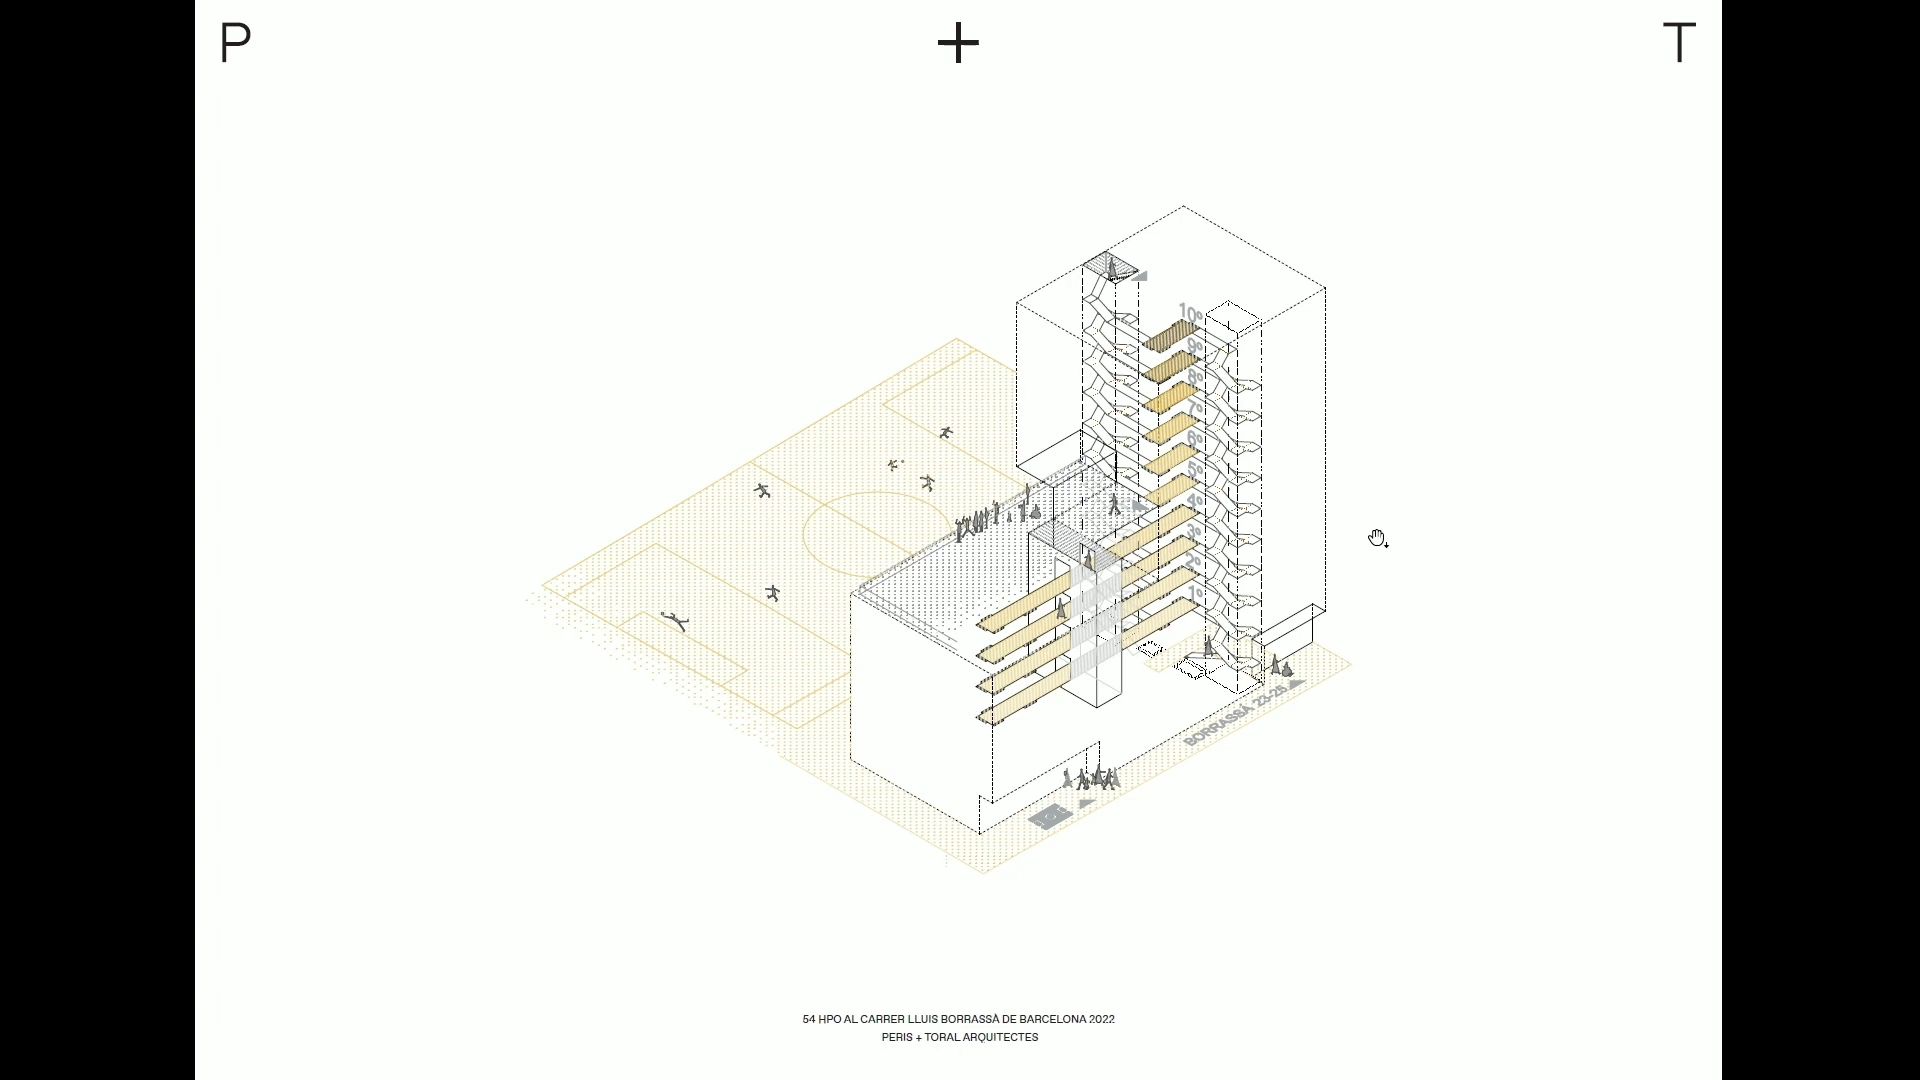 P + T
10º
9º
8º
7º
6º
5º
4º
3º
2º
1º
BORRASSÀ 23-25
54 HPO AL CARRER LLUIS BORRASSÀ DE BARCELONA 2022
PERIS + TORAL ARQUITECTES